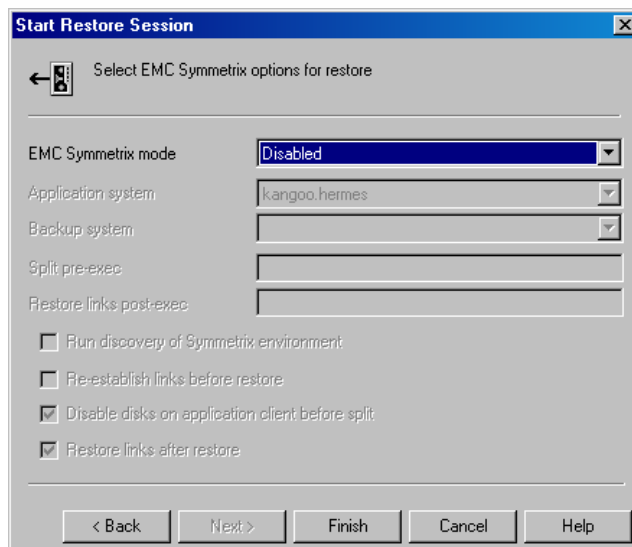 Start Restore Session
Select EMC Symmetrix options for restore
EMC Symmetrix mode Disabled
Application system kangoo.hermes
Backup system
Split pre-exec
Restore links post-exec
Run discovery of Symmetrix environment
Re-establish links before restore
Disable disks on application client before split
Restore links after restore
< Back Next > Finish Cancel Help